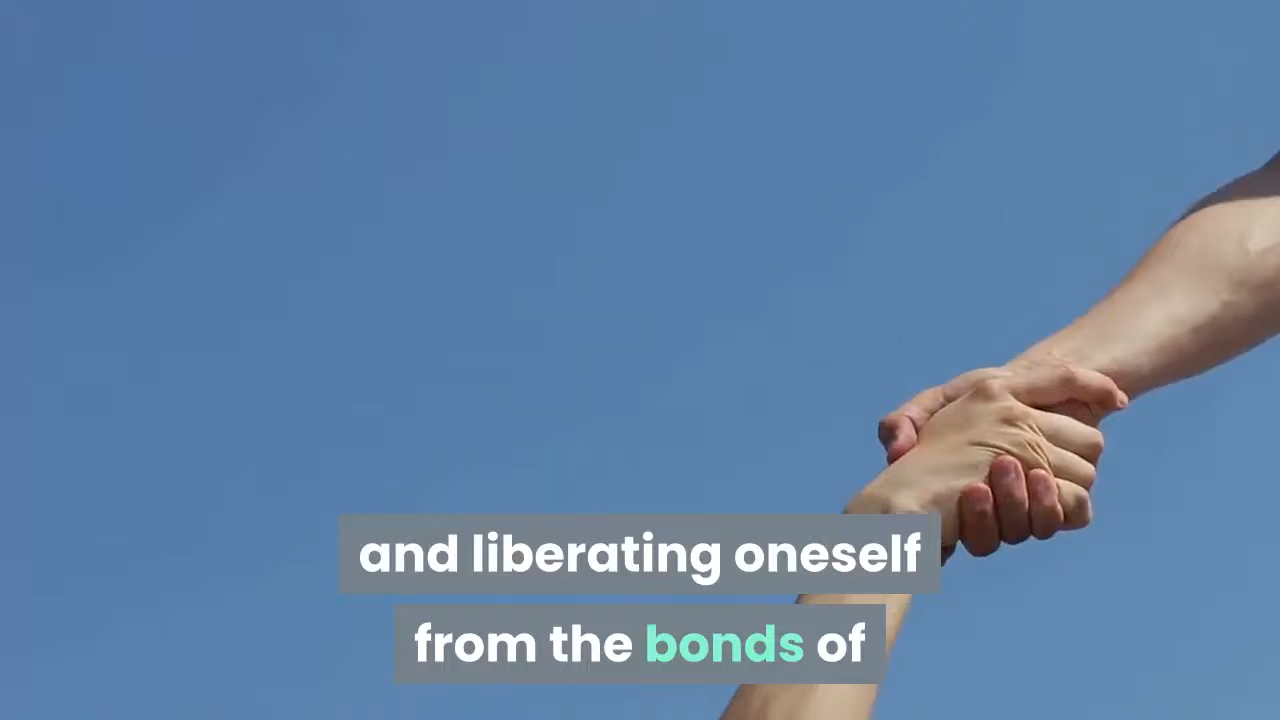 and liberating oneself
from the bonds of